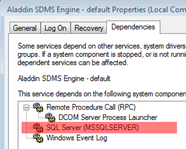 Aladdin SDMS Engine - default Properties (Local Com
General
Log On
Recovery
Dependencies
Some services depend on other services, system drivers
groups. If a system component is stopped, or is not runni
dependent services can be affected.
Aladdin SDMS Engine - default
This service depends on the following system componen
Remote Procedure Call (RPC)
DCOM Server Process Launcher
SQL Server (MSSQLSERVER)
Windows Event Log